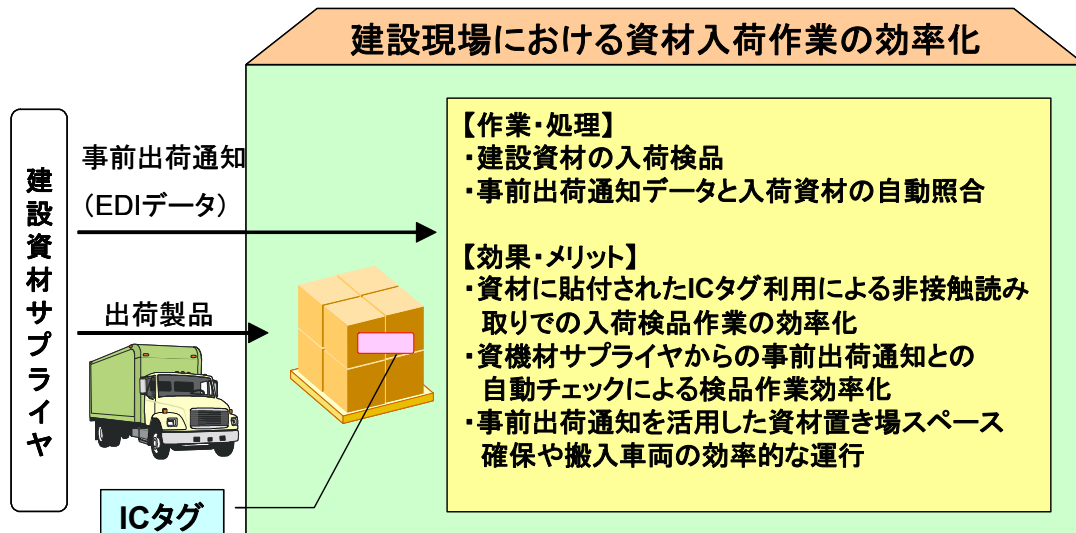 建設現場における資材入荷作業の効率化
建設資材サプライヤ
事前出荷通知
(EDIデータ)
出荷製品
ICタグ
【作業・処理】
・建設資材の入荷検品
・事前出荷通知データと入荷資材の自動照合
【効果・メリット】
・資材に貼付されたICタグ利用による非接触読み
取りでの入荷検品作業の効率化
・資機材サプライヤからの事前出荷通知との
自動チェックによる検品作業効率化
・事前出荷通知を活用した資材置き場スペース
確保や搬入車両の効率的な運行